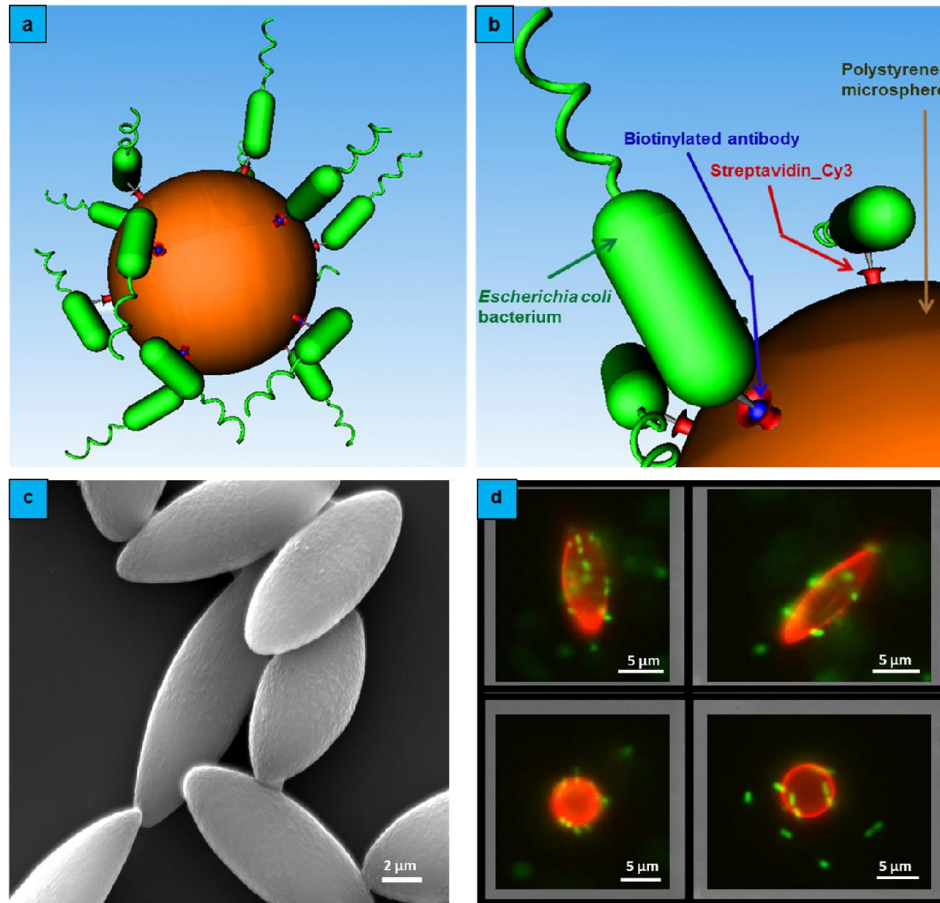 a
b
Polystyrene
microsphere
Biotinylated antibody
Streptavidin_Cy3
Escherichia coli
bacterium
c
2 µm
d
5 µm
5 µm
5 µm
5 µm